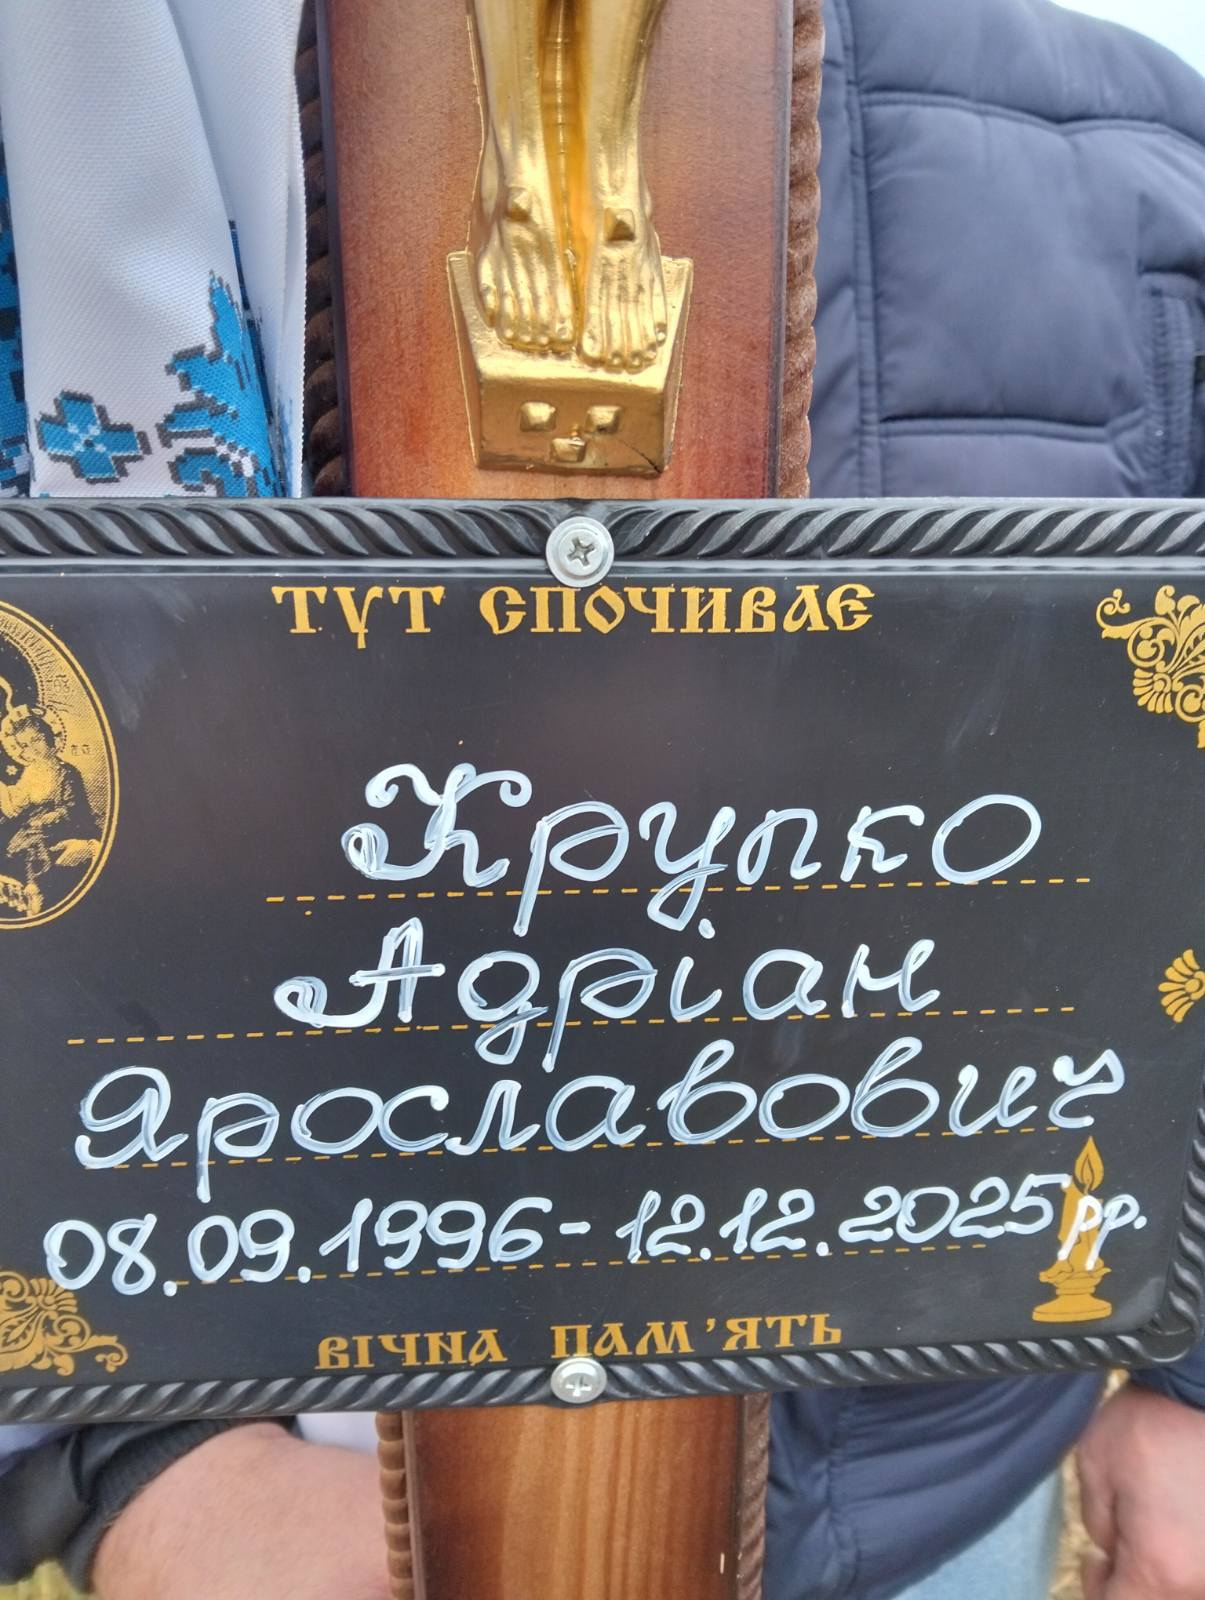 ТУТ СПОЧИВАЄ
Крупко
Адріан
Ярославович
08.09.1996-12.12.2025рр.
ВІЧНА ПАМ'ЯТЬ